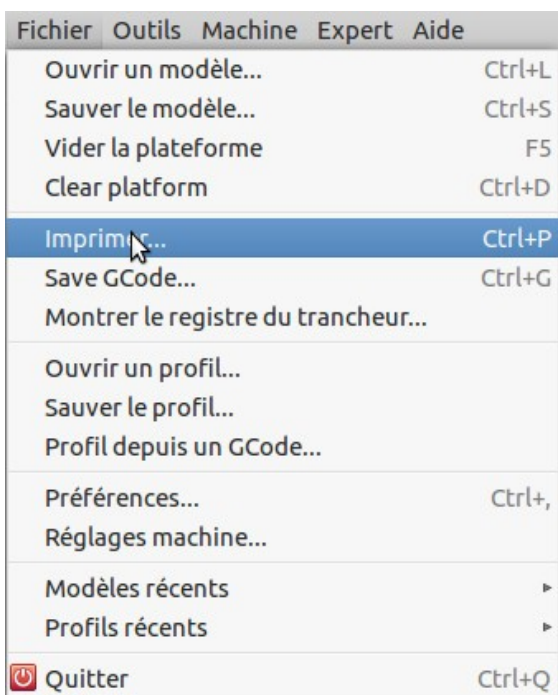 Fichier Outils Machine Expert Aide
Ouvrir un modèle... Ctrl+L
Sauver le modèle... Ctrl+S
Vider la plateforme F5
Clear platform Ctrl+D
Imprimer... Ctrl+P
Save GCode... Ctrl+G
Montrer le registre du trancheur...
Ouvrir un profil...
Sauver le profil...
Profil depuis un GCode...
Préférences... Ctrl+,
Réglages machine...
Modèles récents
Profils récents
Quitter Ctrl+Q